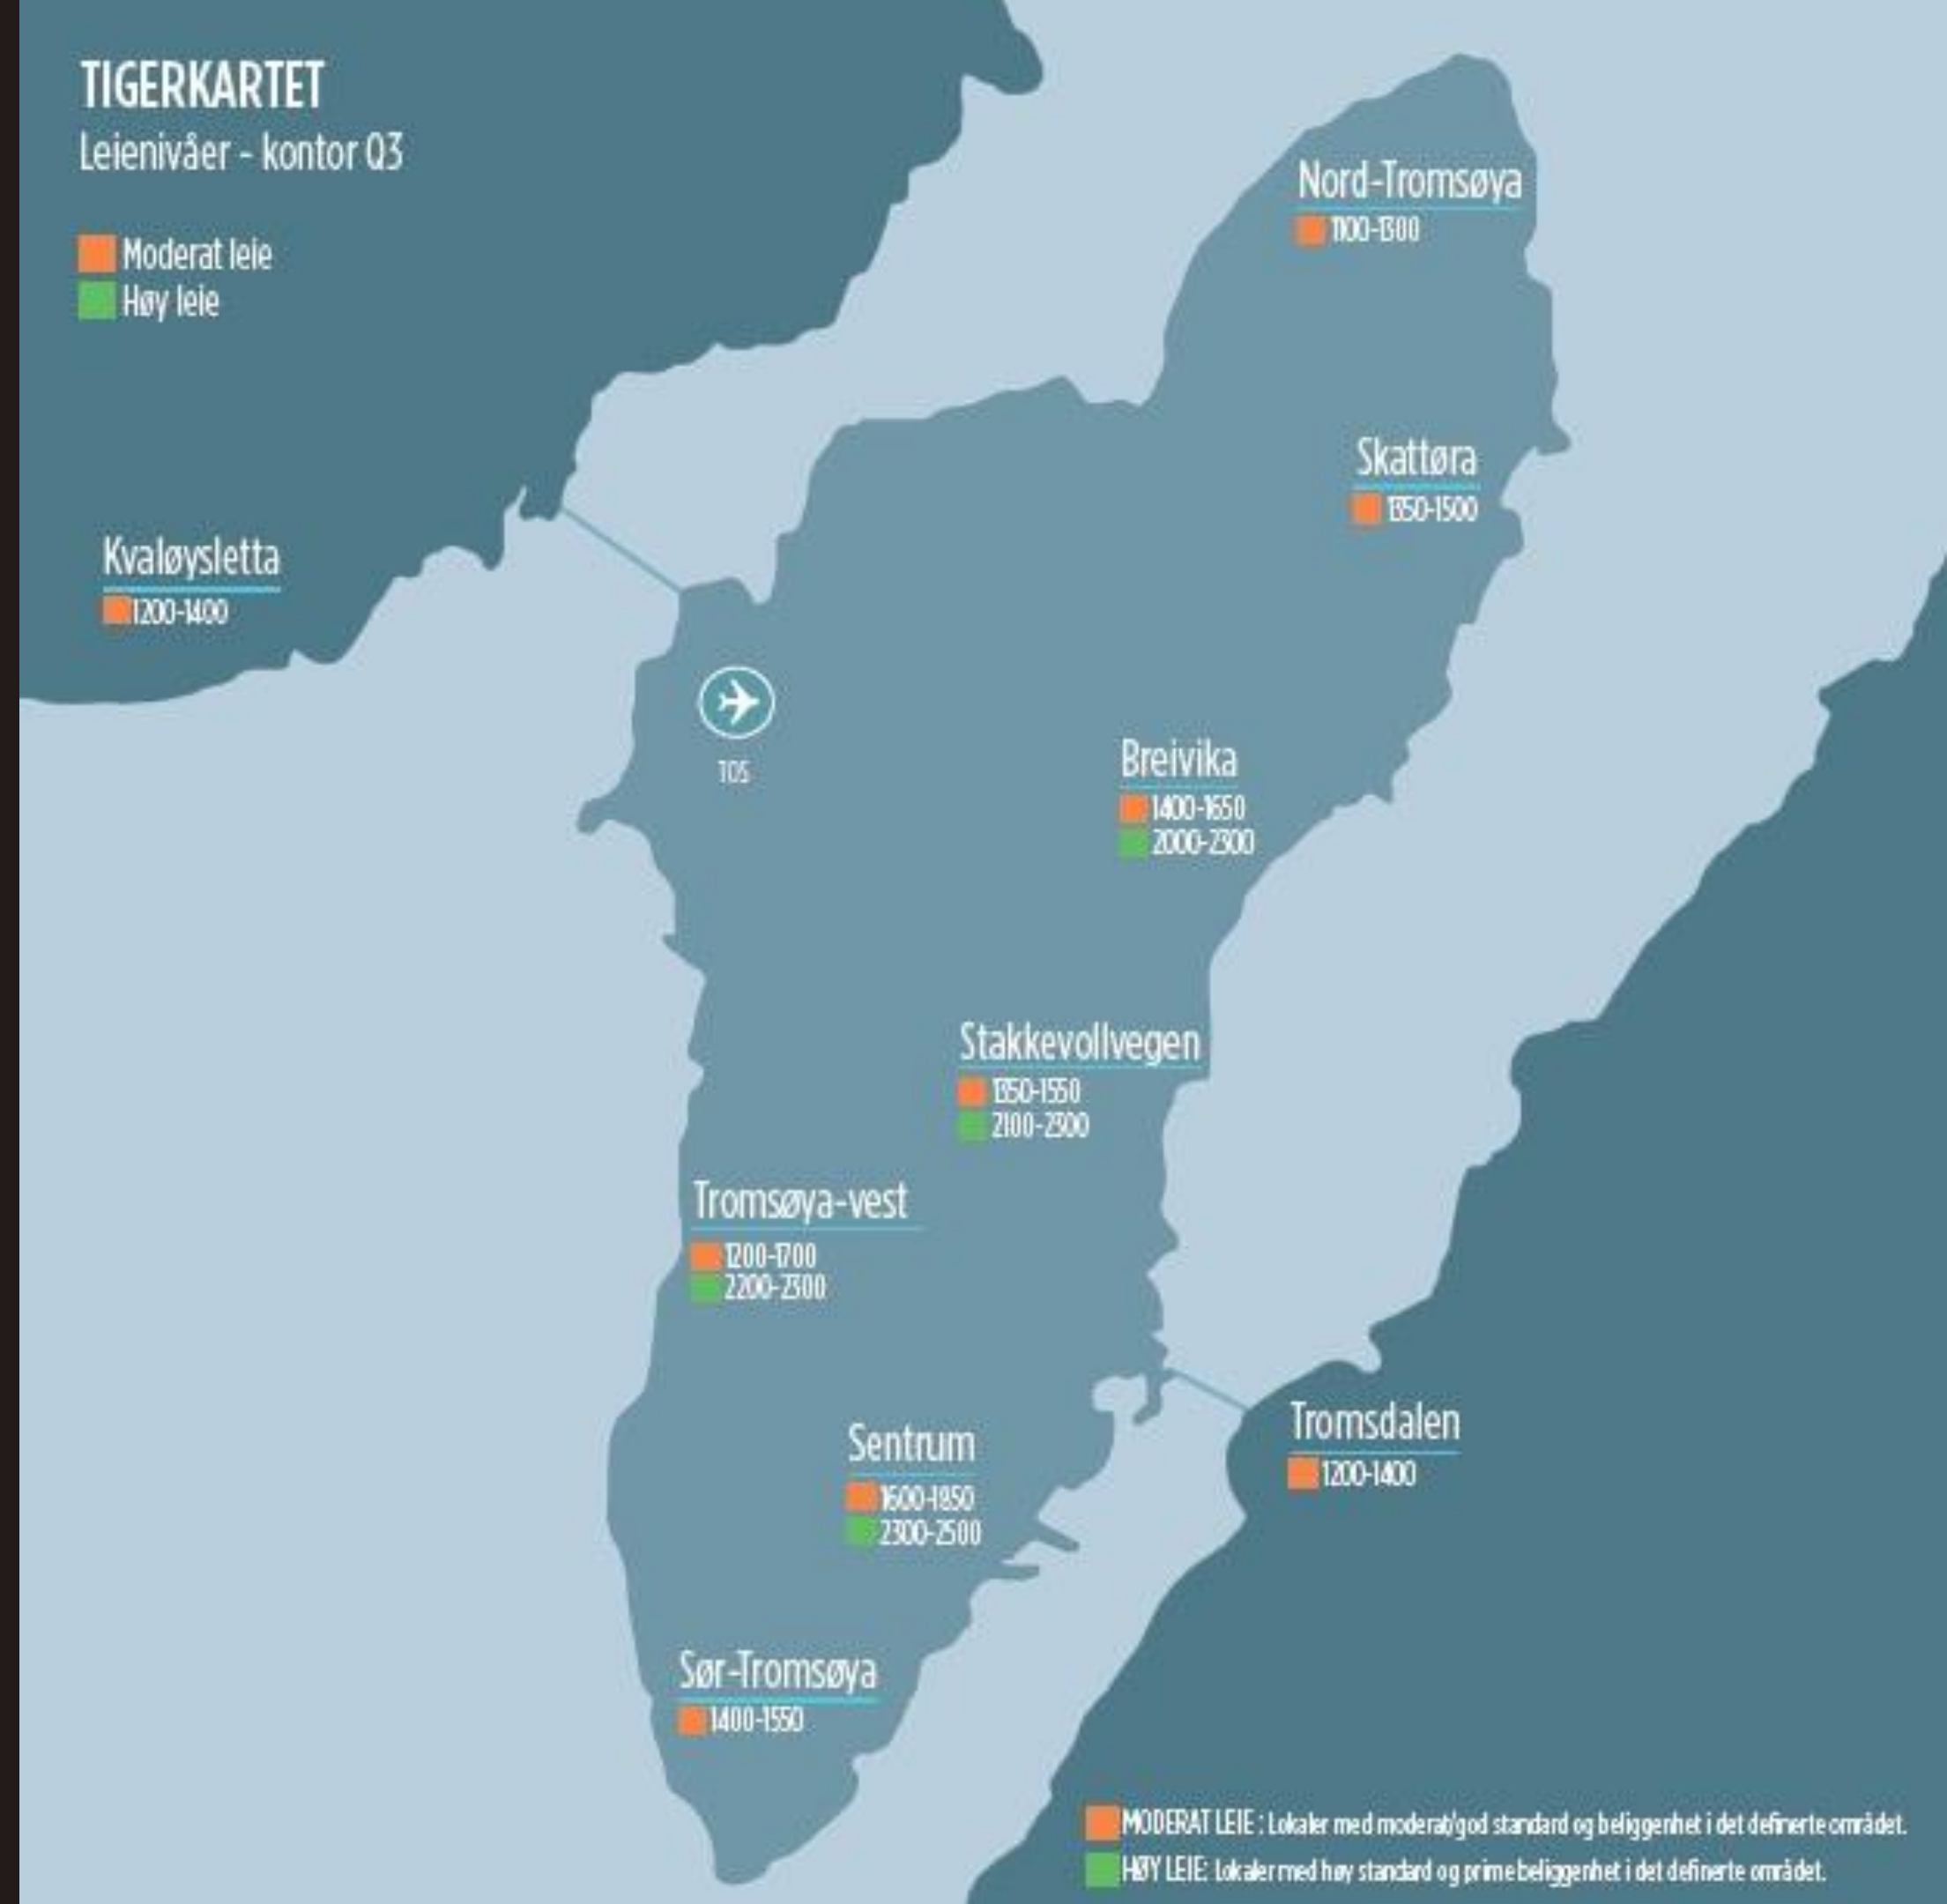 TIGERKARTET
Leienivåer - kontor Q3
Moderat leie
Høy leie
Nord-Tromsøya
1100-1300
Skattøra
1350-1500
Kvaløysletta
1200-1400
TOS
Breivika
1400-1650
2000-2300
Stakkevollvegen
1350-1550
2100-2300
Tromsøya-vest
1200-1700
2200-2300
Sentrum
1600-1850
2300-2500
Tromsdalen
1200-1400
Sør-Tromsøya
1400-1550
MODERAT LEIE : Lokaler med moderat/god standard og beliggenhet i det definerte området.
HØY LEIE: Lokaler med høy standard og prime beliggenhet i det definerte området.